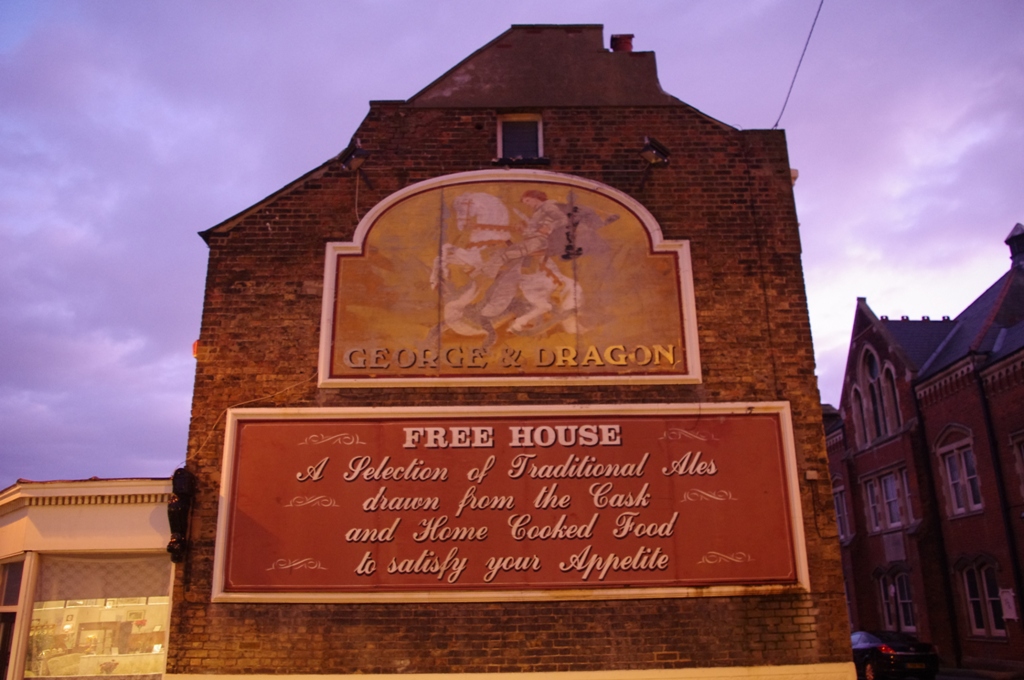 GEORGE & DRAGON
FREE HOUSE
A Selection of Traditional Ales
drawn from the Cask
and Home Cooked Food
to satisfy your Appetite